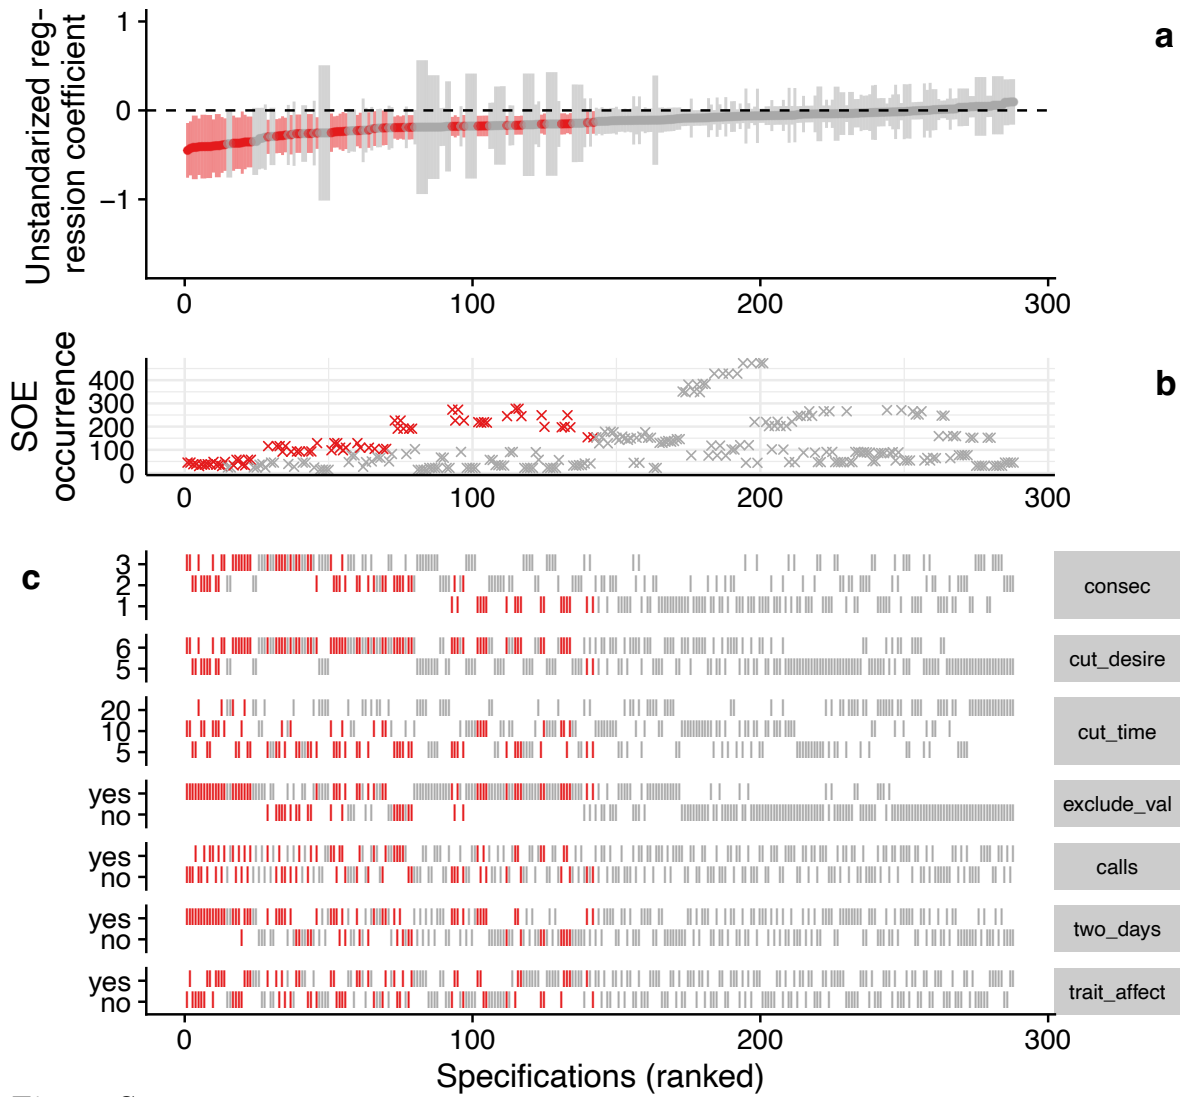 Unstandarized reg-
ression coefficient
a
1
0
−1
0 100 200 300
SOE
occurrence
b
400
300
200
100
0
0 100 200 300
c
3
2
1
consec
6
5
cut_desire
20
10
5
cut_time
yes
no
exclude_val
yes
no
calls
yes
no
two_days
yes
no
trait_affect
0 100 200 300
Specifications (ranked)